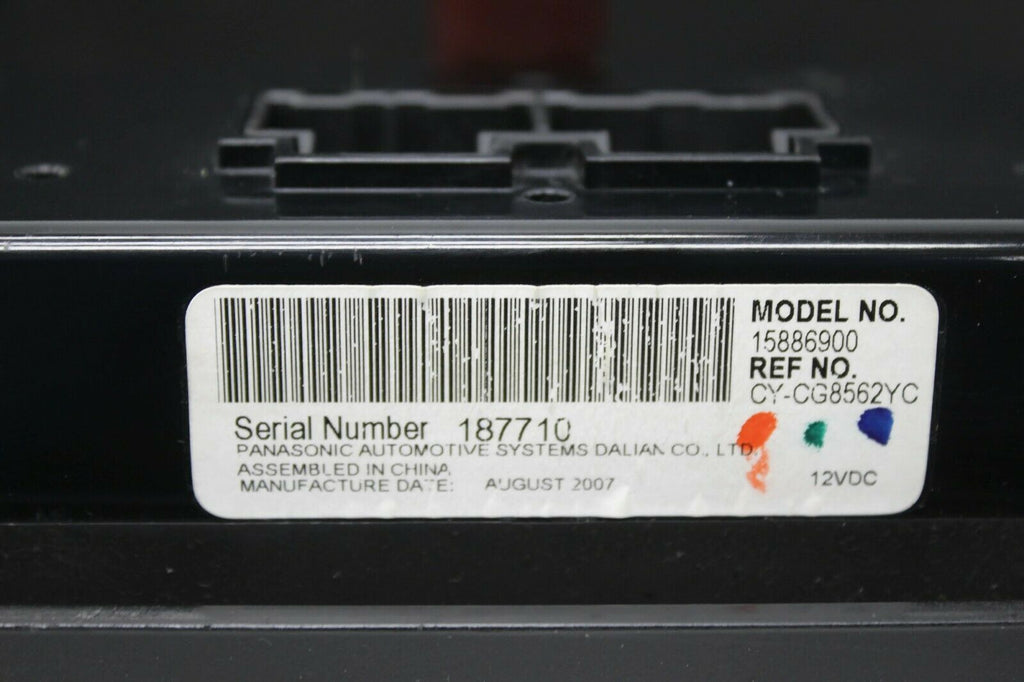 MODEL NO.
15886900
REF NO.
CY-CG8562YC
Serial Number 187710
PANASONIC AUTOMOTIVE SYSTEMS DALIAN CO., LTD
ASSEMBLED IN CHINA
MANUFACTURE DATE: AUGUST 2007
12VDC